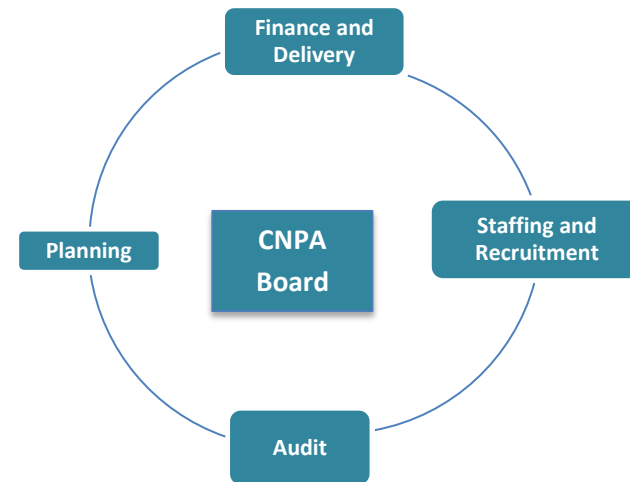 Finance and
Delivery
Staffing and
Recruitment
CNPA
Board
Planning
Audit